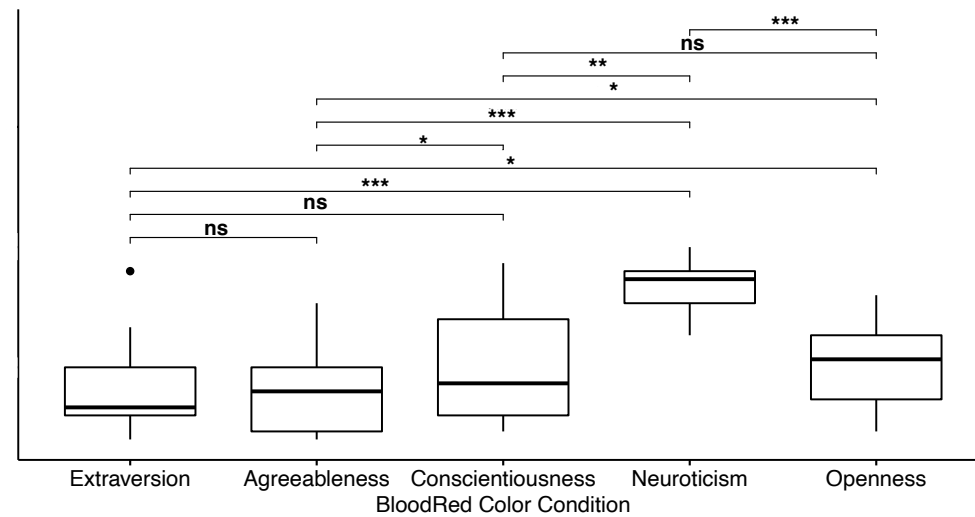 ***
ns
**
*
***
*
*
***
ns
ns
Extraversion Agreeableness Conscientiousness Neuroticism Openness
BloodRed Color Condition